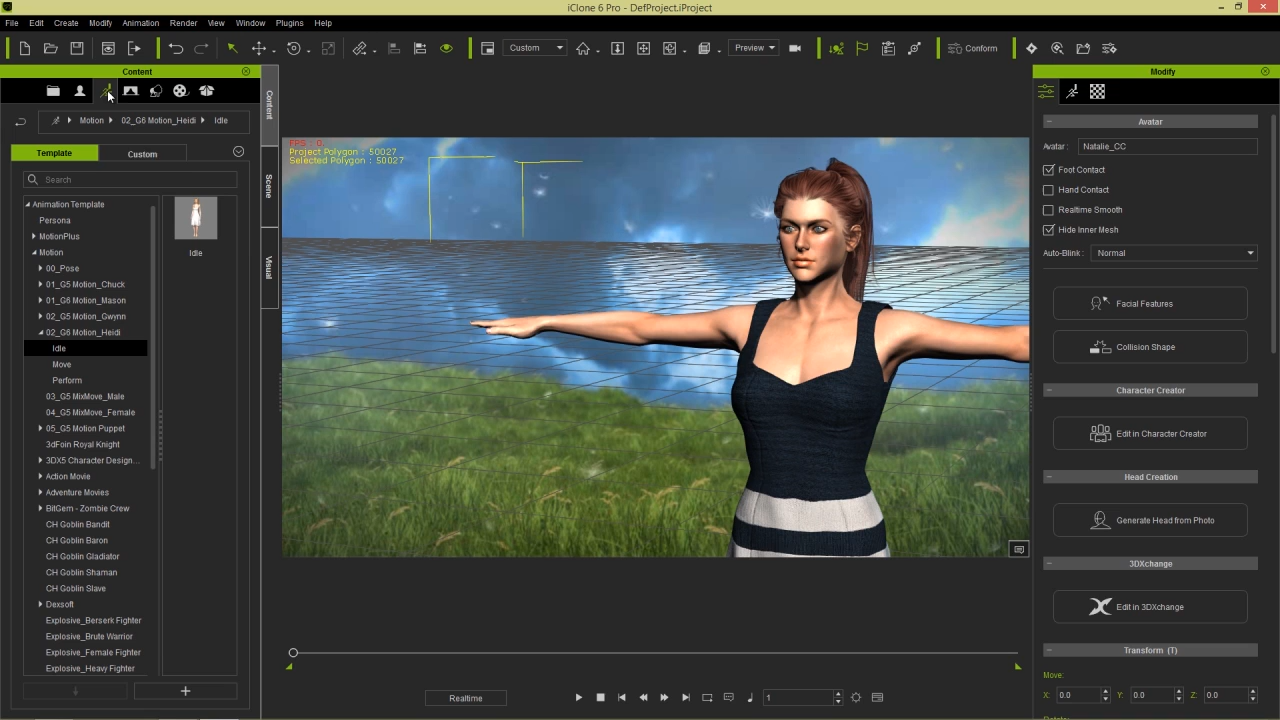 iClone 6 Pro - DefProject.iProject
File Edit Create Modify Animation Render View Window Plugins Help
Custom
Preview
Conform
Content
Motion 02_G6 Motion_Heidi Idle
Template
Custom
Search
Animation Template
Persona
MotionPlus
Motion
00_Pose
01_G5 Motion_Chuck
01_G6 Motion_Mason
02_G5 Motion_Gwynn
02_G6 Motion_Heidi
Idle
Move
Perform
03_G5 MixMove_Male
04_G5 MixMove_Female
05_G5 Motion Puppet
3dFoin Royal Knight
3DX5 Character Design...
Action Movie
Adventure Movies
BitGem - Zombie Crew
CH Goblin Bandit
CH Goblin Baron
CH Goblin Gladiator
CH Goblin Shaman
CH Goblin Slave
Dexsoft
Explosive_Berserk Fighter
Explosive_Brute Warrior
Explosive_Female Fighter
Explosive_Heavy Fighter
Idle
Content
Scene
Visual
FPS : 0
Project Polygon : 50027
Selected Polygon : 50027
Realtime
1
Modify
Avatar
Avatar : Natalie_CC
Foot Contact
Hand Contact
Realtime Smooth
Hide Inner Mesh
Auto-Blink : Normal
Facial Features
Collision Shape
Character Creator
Edit in Character Creator
Head Creation
Generate Head from Photo
3DXchange
Edit in 3DXchange
Transform (T)
Move:
X: 0.0 Y: 0.0 Z: 0.0